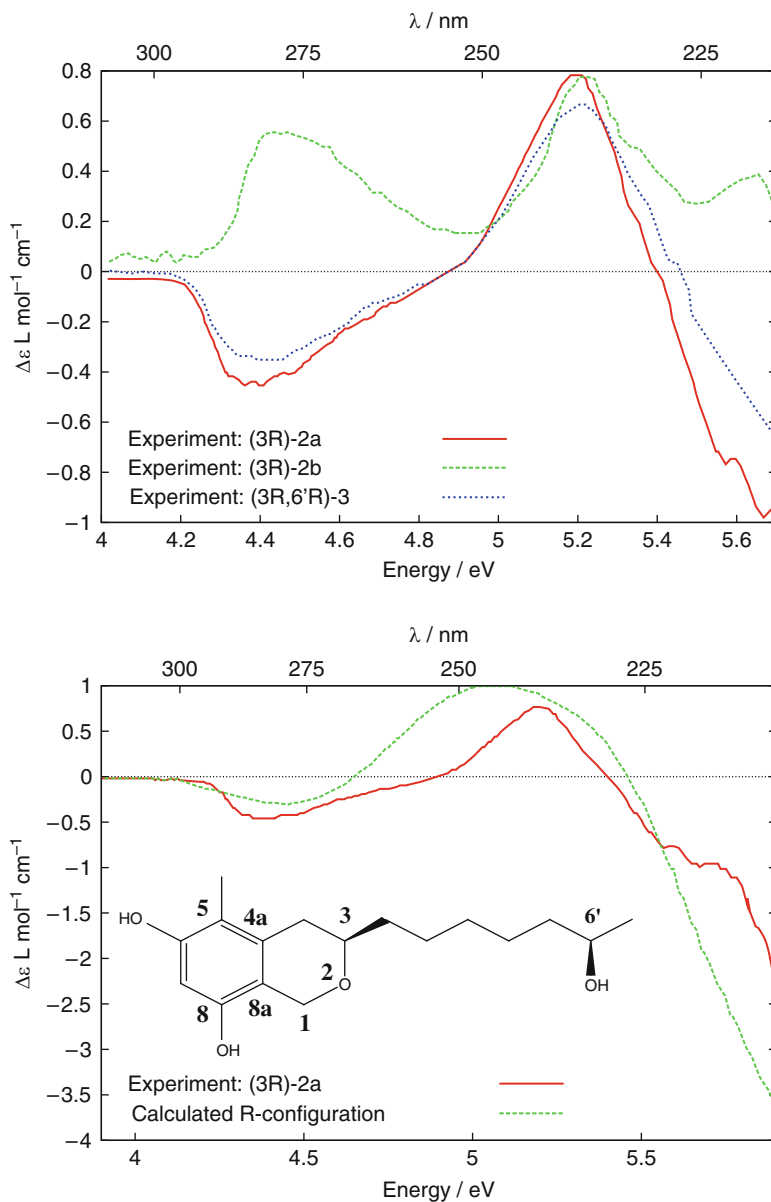 λ / nm
300 275 250 225
0.8
0.6
0.4
0.2
0
−0.2
−0.4
−0.6
−0.8
−1
Δε L mol⁻¹ cm⁻¹
Experiment: (3R)-2a
Experiment: (3R)-2b
Experiment: (3R,6'R)-3
4 4.2 4.4 4.6 4.8 5 5.2 5.4 5.6
Energy / eV
λ / nm
300 275 250 225
1
0.5
0
−0.5
−1
−1.5
−2
−2.5
−3
−3.5
−4
Δε L mol⁻¹ cm⁻¹
5 4a 3 6'
HO
2 O
OH
8 8a 1
OH
Experiment: (3R)-2a
Calculated R-configuration
4 4.5 5 5.5
Energy / eV